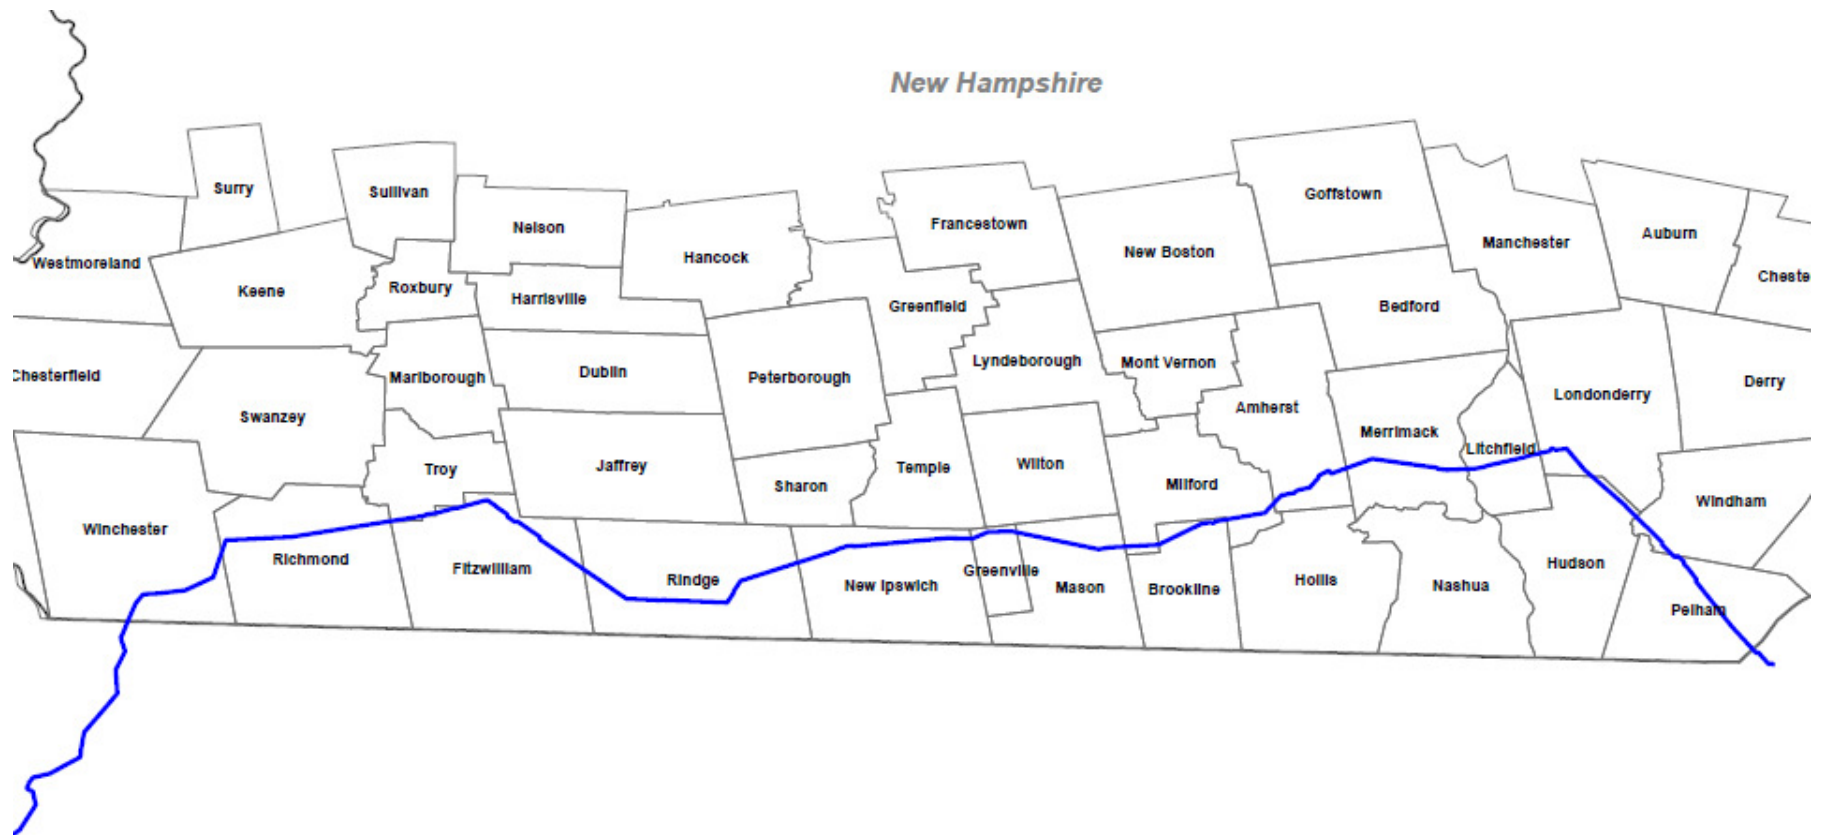 New Hampshire
Surry
Sullivan
Nelson
Hancock
Francestown
New Boston
Goffstown
Manchester
Auburn
Cheste
Westmoreland
Keene
Roxbury
Harrisville
Greenfield
Bedford
Chesterfield
Swanzey
Marlborough
Dublin
Peterborough
Lyndeborough
Mont Vernon
Amherst
Merrimack
Litchfield
Londonderry
Derry
Troy
Jaffrey
Sharon
Temple
Wilton
Milford
Windham
Winchester
Richmond
Fitzwilliam
Rindge
New Ipswich
Greenville
Mason
Brookline
Hollis
Nashua
Hudson
Pelham